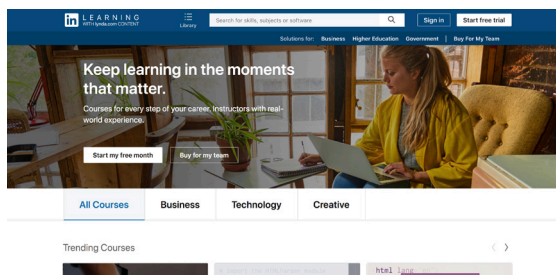 in LEARNING
WITH lynda.com CONTENT
Library
Search for skills, subjects or software
Sign in
Start free trial
Solutions for: Business Higher Education Government | Buy For My Team
Keep learning in the moments
that matter.
Courses for every step of your career. Instructors with real-
world experience.
Start my free month
Buy for my team
All Courses
Business
Technology
Creative
Trending Courses
html lang